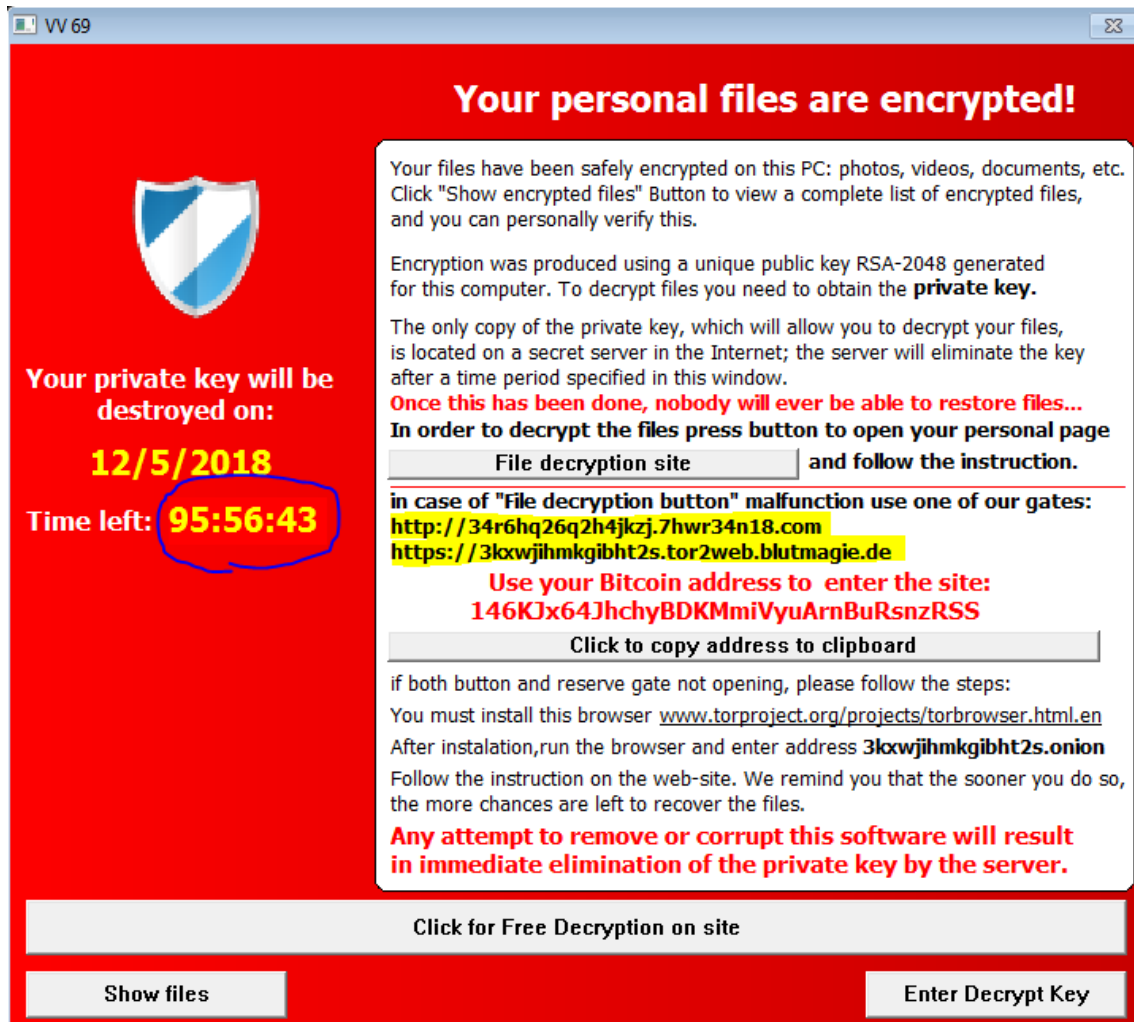 VV 69
Your personal files are encrypted!
Your files have been safely encrypted on this PC: photos, videos, documents, etc.
Click "Show encrypted files" Button to view a complete list of encrypted files,
and you can personally verify this.
Encryption was produced using a unique public key RSA-2048 generated
for this computer. To decrypt files you need to obtain the private key.
The only copy of the private key, which will allow you to decrypt your files,
is located on a secret server in the Internet; the server will eliminate the key
after a time period specified in this window.
Once this has been done, nobody will ever be able to restore files...
In order to decrypt the files press button to open your personal page
File decryption site and follow the instruction.
in case of "File decryption button" malfunction use one of our gates:
http://34r6hq26q2h4jkzj.7hwr34n18.com
https://3kxwjihmkgibht2s.tor2web.blutmagie.de
Use your Bitcoin address to enter the site:
146KJx64JhchyBDKMmiVyuArnBuRsnzRSS
Click to copy address to clipboard
if both button and reserve gate not opening, please follow the steps:
You must install this browser www.torproject.org/projects/torbrowser.html.en
After instalation,run the browser and enter address 3kxwjihmkgibht2s.onion
Follow the instruction on the web-site. We remind you that the sooner you do so,
the more chances are left to recover the files.
Any attempt to remove or corrupt this software will result
in immediate elimination of the private key by the server.
Your private key will be
destroyed on:
12/5/2018
Time left: 95:56:43
Click for Free Decryption on site
Show files
Enter Decrypt Key